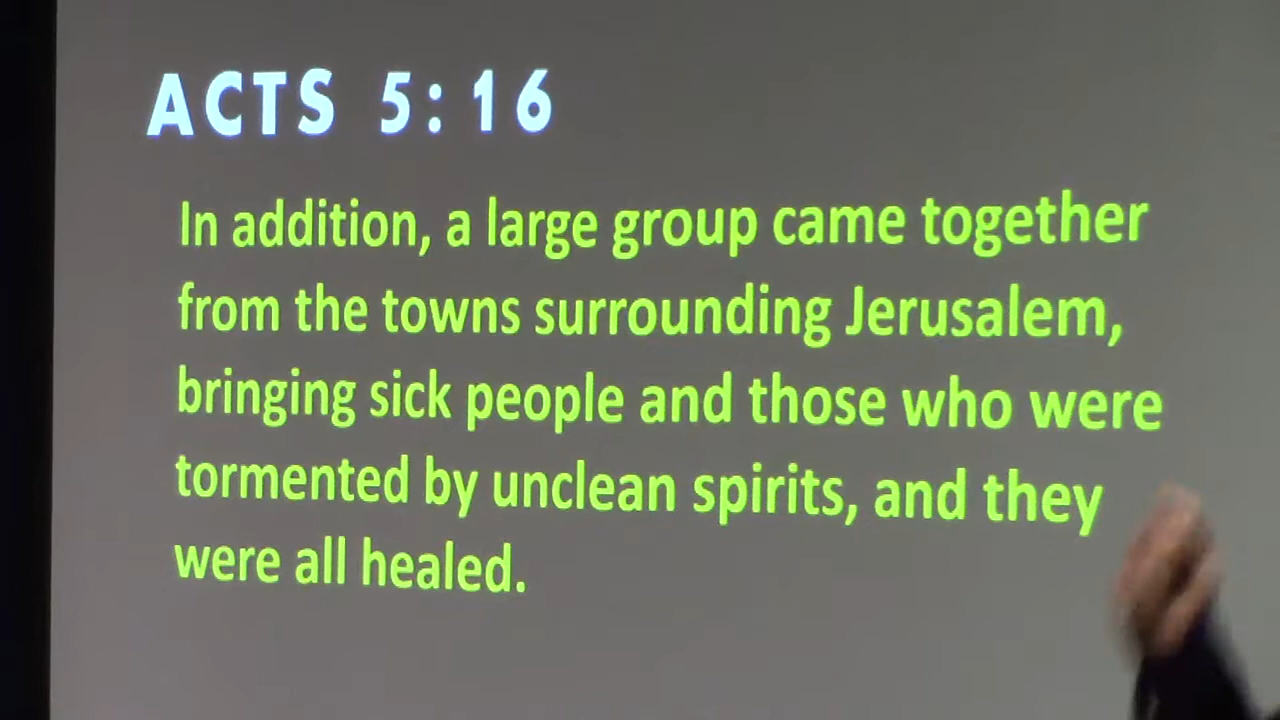 ACTS 5:16
In addition, a large group came together
from the towns surrounding Jerusalem,
bringing sick people and those who were
tormented by unclean spirits, and they
were all healed.